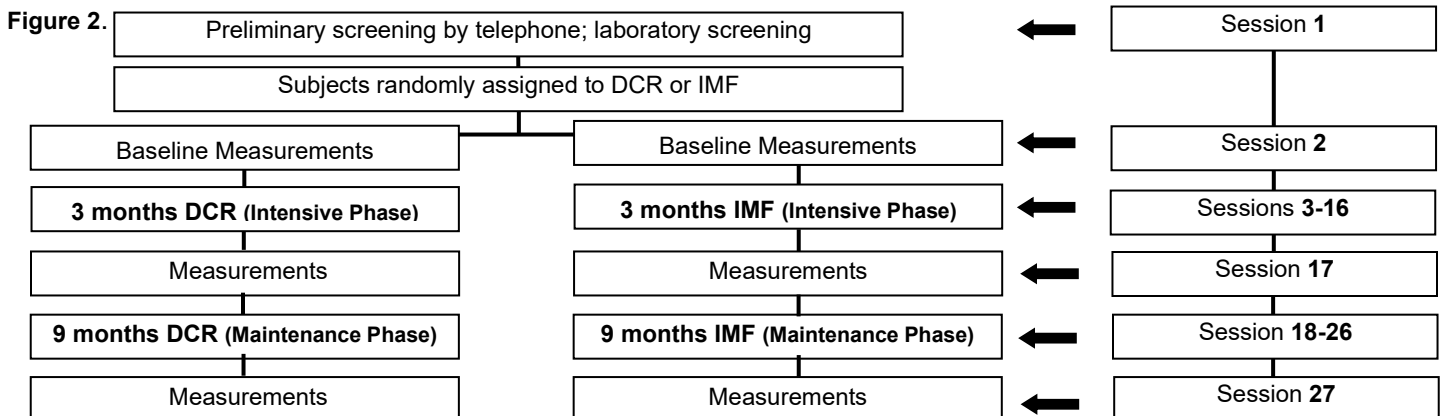 Figure 2.
Preliminary screening by telephone; laboratory screening
Session 1
Subjects randomly assigned to DCR or IMF
Baseline Measurements
Baseline Measurements
Session 2
3 months DCR (Intensive Phase)
3 months IMF (Intensive Phase)
Sessions 3-16
Measurements
Measurements
Session 17
9 months DCR (Maintenance Phase)
9 months IMF (Maintenance Phase)
Session 18-26
Measurements
Measurements
Session 27